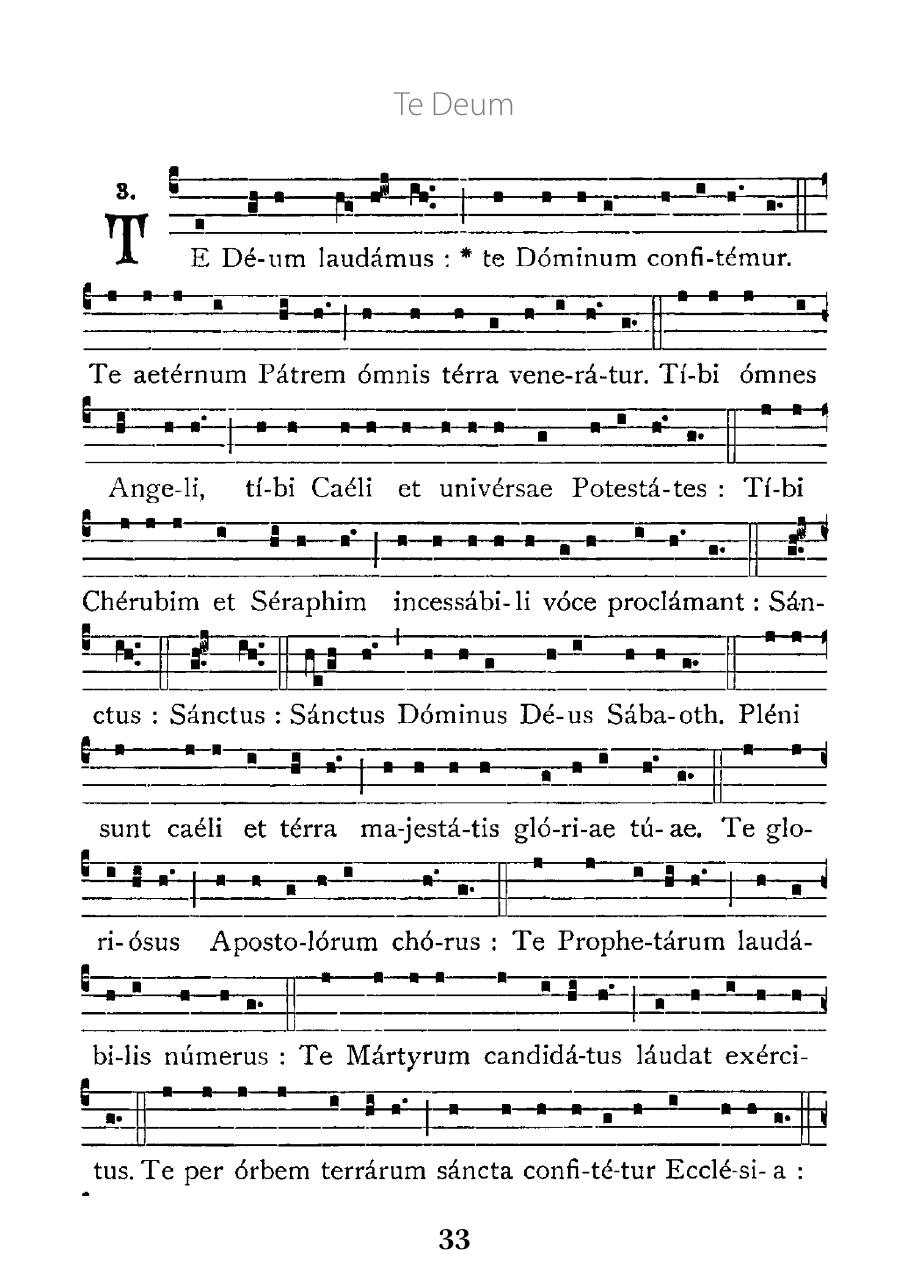 Te Deum
3.
TE Dé-um laudámus : * te Dóminum confi-témur.
Te aetérnum Pátrem ómnis térra vene-rá-tur. Tí-bi ómnes
Ange-li, tí-bi Caéli et univérsae Potestá-tes : Tí-bi
Chérubim et Séraphim incessábi-li vóce proclámant : Sán-
ctus : Sánctus : Sánctus Dóminus Dé-us Sába-oth. Pléni
sunt caéli et térra ma-jestá-tis gló-ri-ae tú-ae. Te glo-
ri-ósus Aposto-lórum chó-rus : Te Prophe-tárum laudá-
bi-lis númerus : Te Mártyrum candidá-tus láudat exérci-
tus. Te per órbem terrárum sáncta confi-té-tur Ecclé-si-a :
33